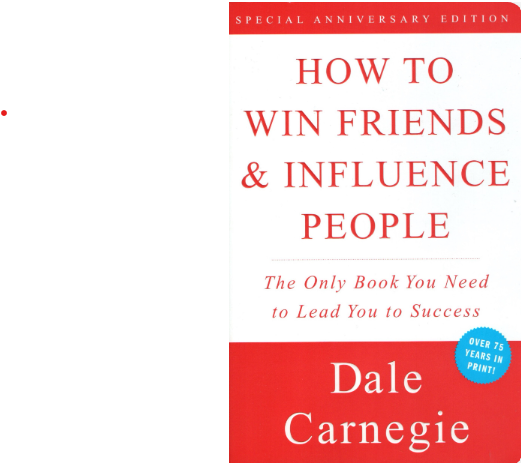 SPECIAL ANNIVERSARY EDITION
HOW TO
WIN FRIENDS
& INFLUENCE
PEOPLE
The Only Book You Need
to Lead You to Success
OVER 75
YEARS IN
PRINT!
Dale
Carnegie